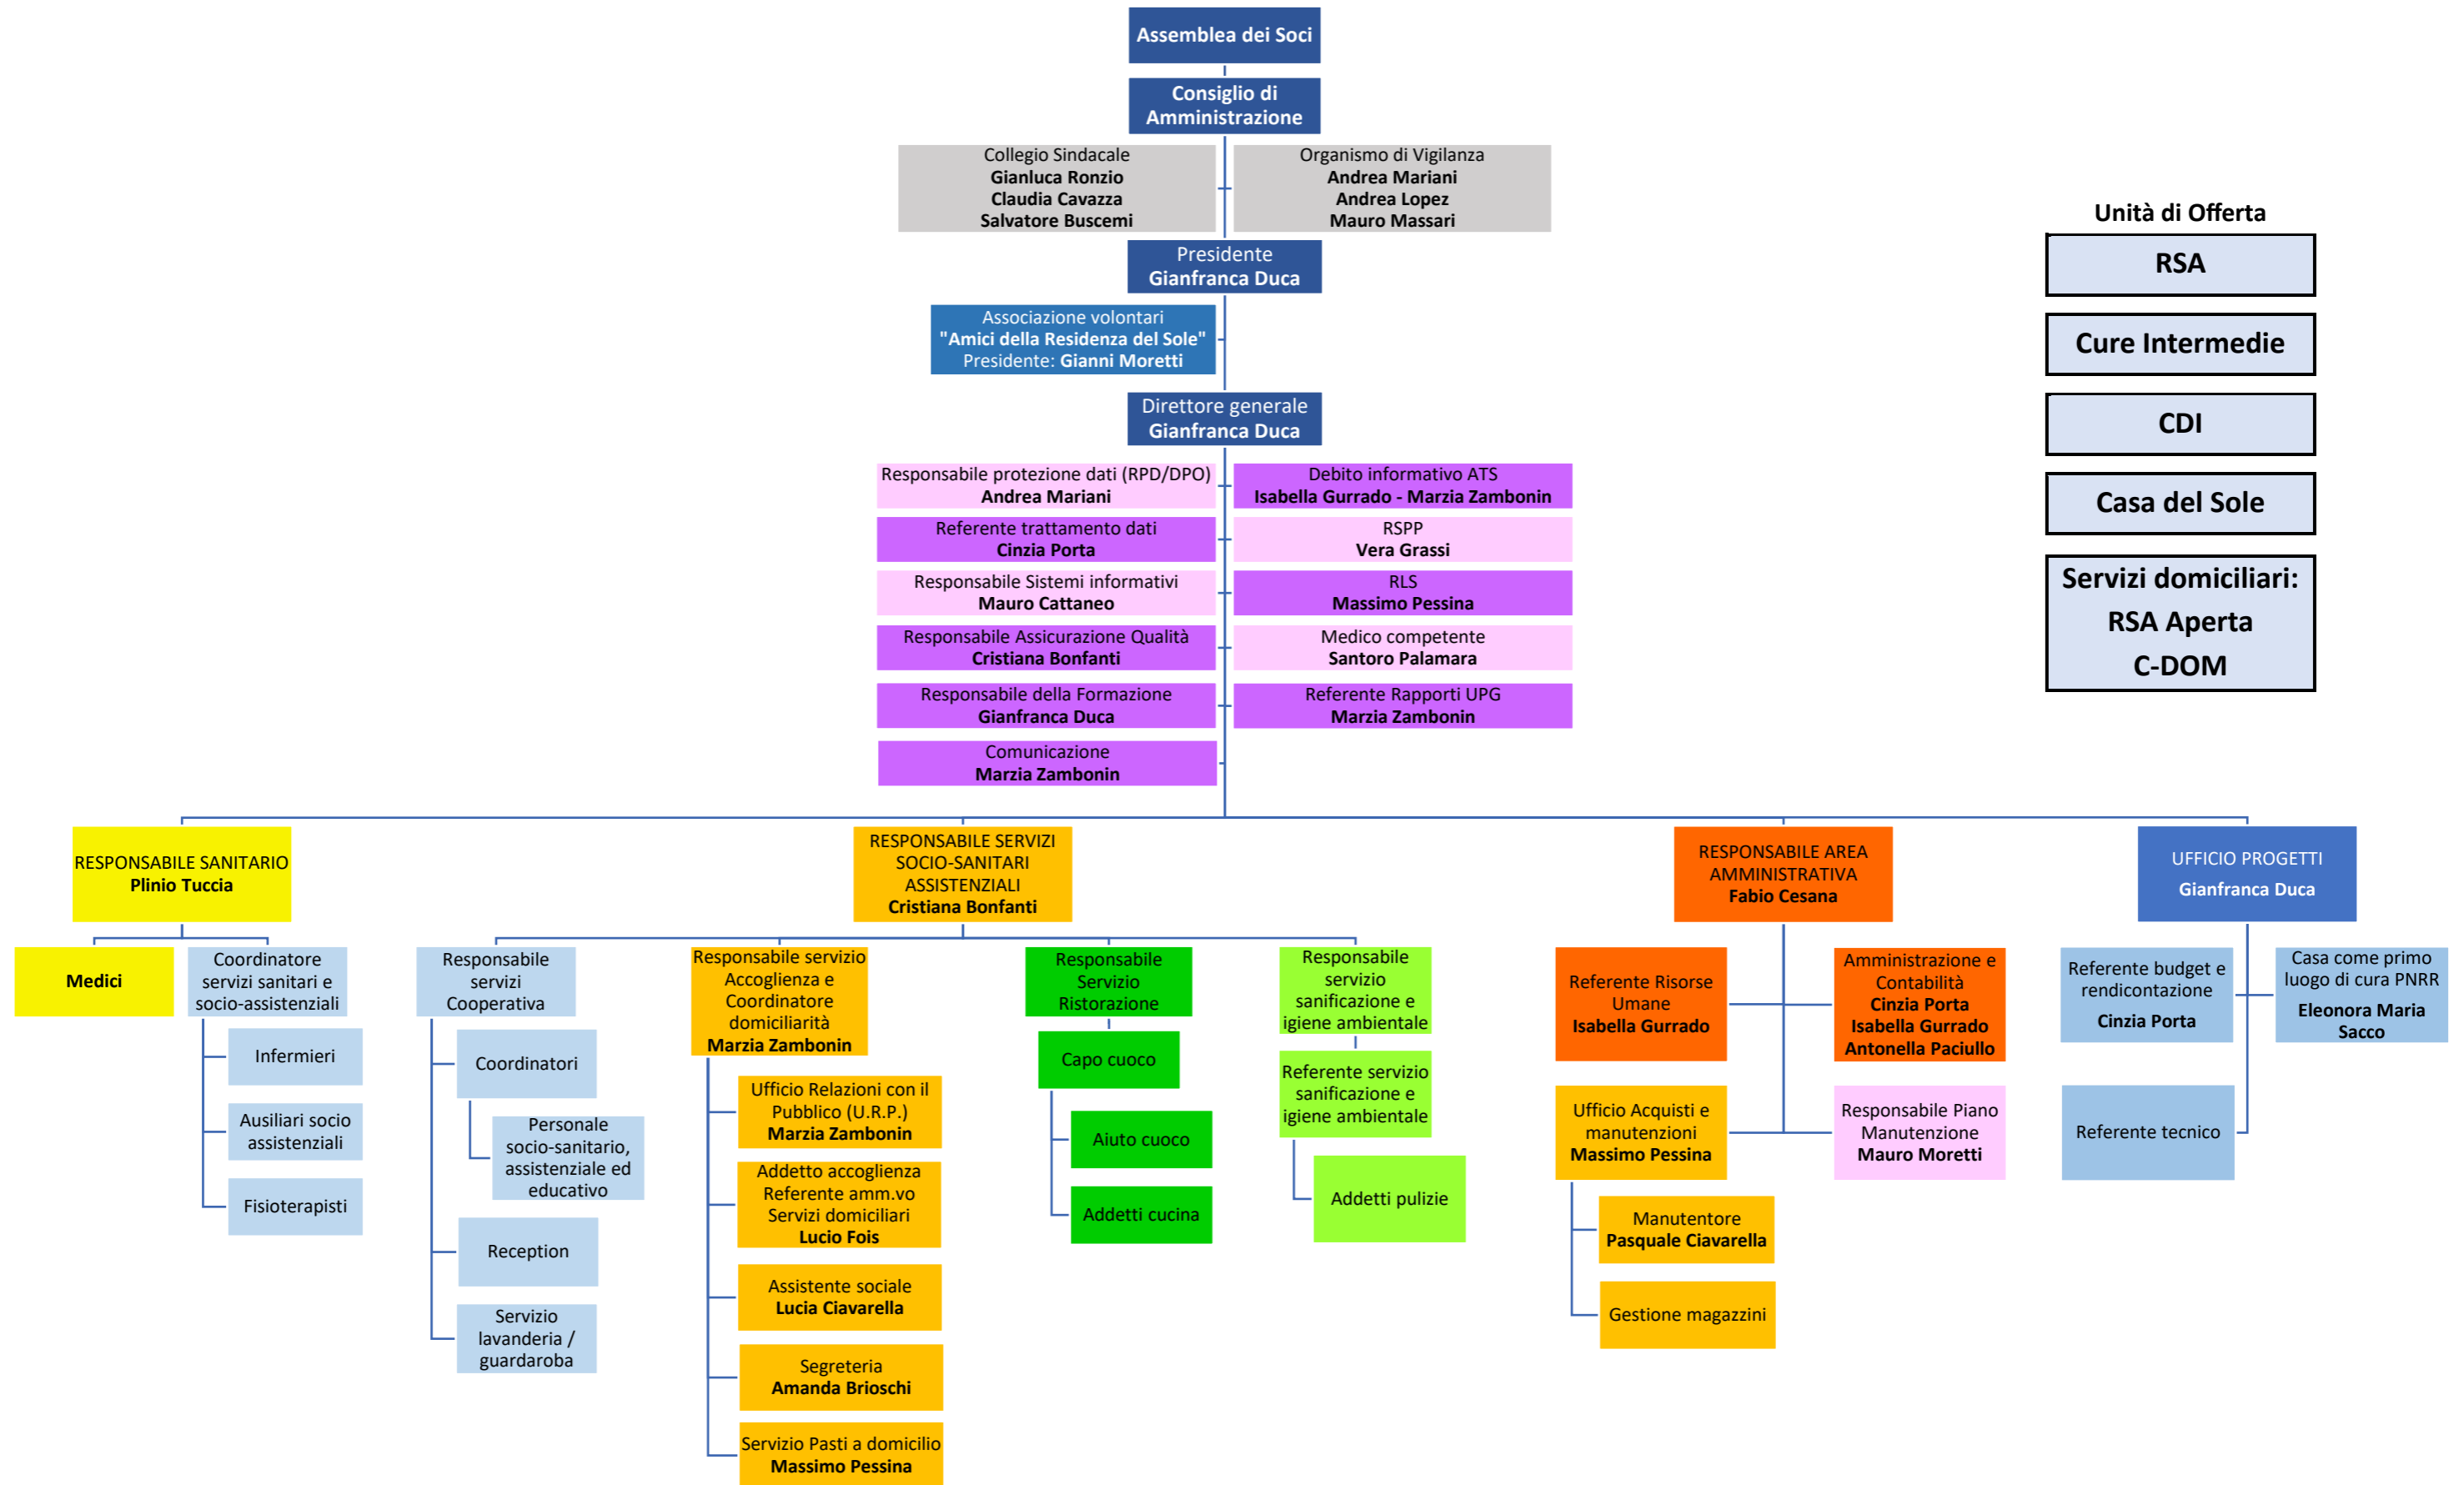 Assemblea dei Soci
Consiglio di
Amministrazione
Collegio Sindacale
Gianluca Ronzio
Claudia Cavazza
Salvatore Buscemi
Organismo di Vigilanza
Andrea Mariani
Andrea Lopez
Mauro Massari
Presidente
Gianfranca Duca
Associazione volontari
"Amici della Residenza del Sole"
Presidente: Gianni Moretti
Direttore generale
Gianfranca Duca
Responsabile protezione dati (RPD/DPO)
Andrea Mariani
Debito informativo ATS
Isabella Gurrado - Marzia Zambonin
Referente trattamento dati
Cinzia Porta
RSPP
Vera Grassi
Responsabile Sistemi informativi
Mauro Cattaneo
RLS
Massimo Pessina
Responsabile Assicurazione Qualità
Cristiana Bonfanti
Medico competente
Santoro Palamara
Responsabile della Formazione
Gianfranca Duca
Referente Rapporti UPG
Marzia Zambonin
Comunicazione
Marzia Zambonin
Unità di Offerta
RSA
Cure Intermedie
CDI
Casa del Sole
Servizi domiciliari:
RSA Aperta
C-DOM
RESPONSABILE SANITARIO
Plinio Tuccia
Medici
Coordinatore
servizi sanitari e
socio-assistenziali
Infermieri
Ausiliari socio
assistenziali
Fisioterapisti
RESPONSABILE SERVIZI
SOCIO-SANITARI
ASSISTENZIALI
Cristiana Bonfanti
Responsabile
servizi
Cooperativa
Coordinatori
Personale
socio-sanitario,
assistenziale ed
educativo
Reception
Servizio
lavanderia /
guardaroba
Responsabile servizio
Accoglienza e
Coordinatore
domiciliarità
Marzia Zambonin
Ufficio Relazioni con il
Pubblico (U.R.P.)
Marzia Zambonin
Addetto accoglienza
Referente amm.vo
Servizi domiciliari
Lucio Fois
Assistente sociale
Lucia Ciavarella
Segreteria
Amanda Brioschi
Servizio Pasti a domicilio
Massimo Pessina
Responsabile
Servizio
Ristorazione
Capo cuoco
Aiuto cuoco
Addetti cucina
Responsabile
servizio
sanificazione e
igiene ambientale
Referente servizio
sanificazione e
igiene ambientale
Addetti pulizie
RESPONSABILE AREA
AMMINISTRATIVA
Fabio Cesana
Referente Risorse
Umane
Isabella Gurrado
Amministrazione e
Contabilità
Cinzia Porta
Isabella Gurrado
Antonella Paciullo
Ufficio Acquisti e
manutenzioni
Massimo Pessina
Responsabile Piano
Manutenzione
Mauro Moretti
Manutentore
Pasquale Ciavarella
Gestione magazzini
UFFICIO PROGETTI
Gianfranca Duca
Referente budget e
rendicontazione
Cinzia Porta
Casa come primo
luogo di cura PNRR
Eleonora Maria
Sacco
Referente tecnico